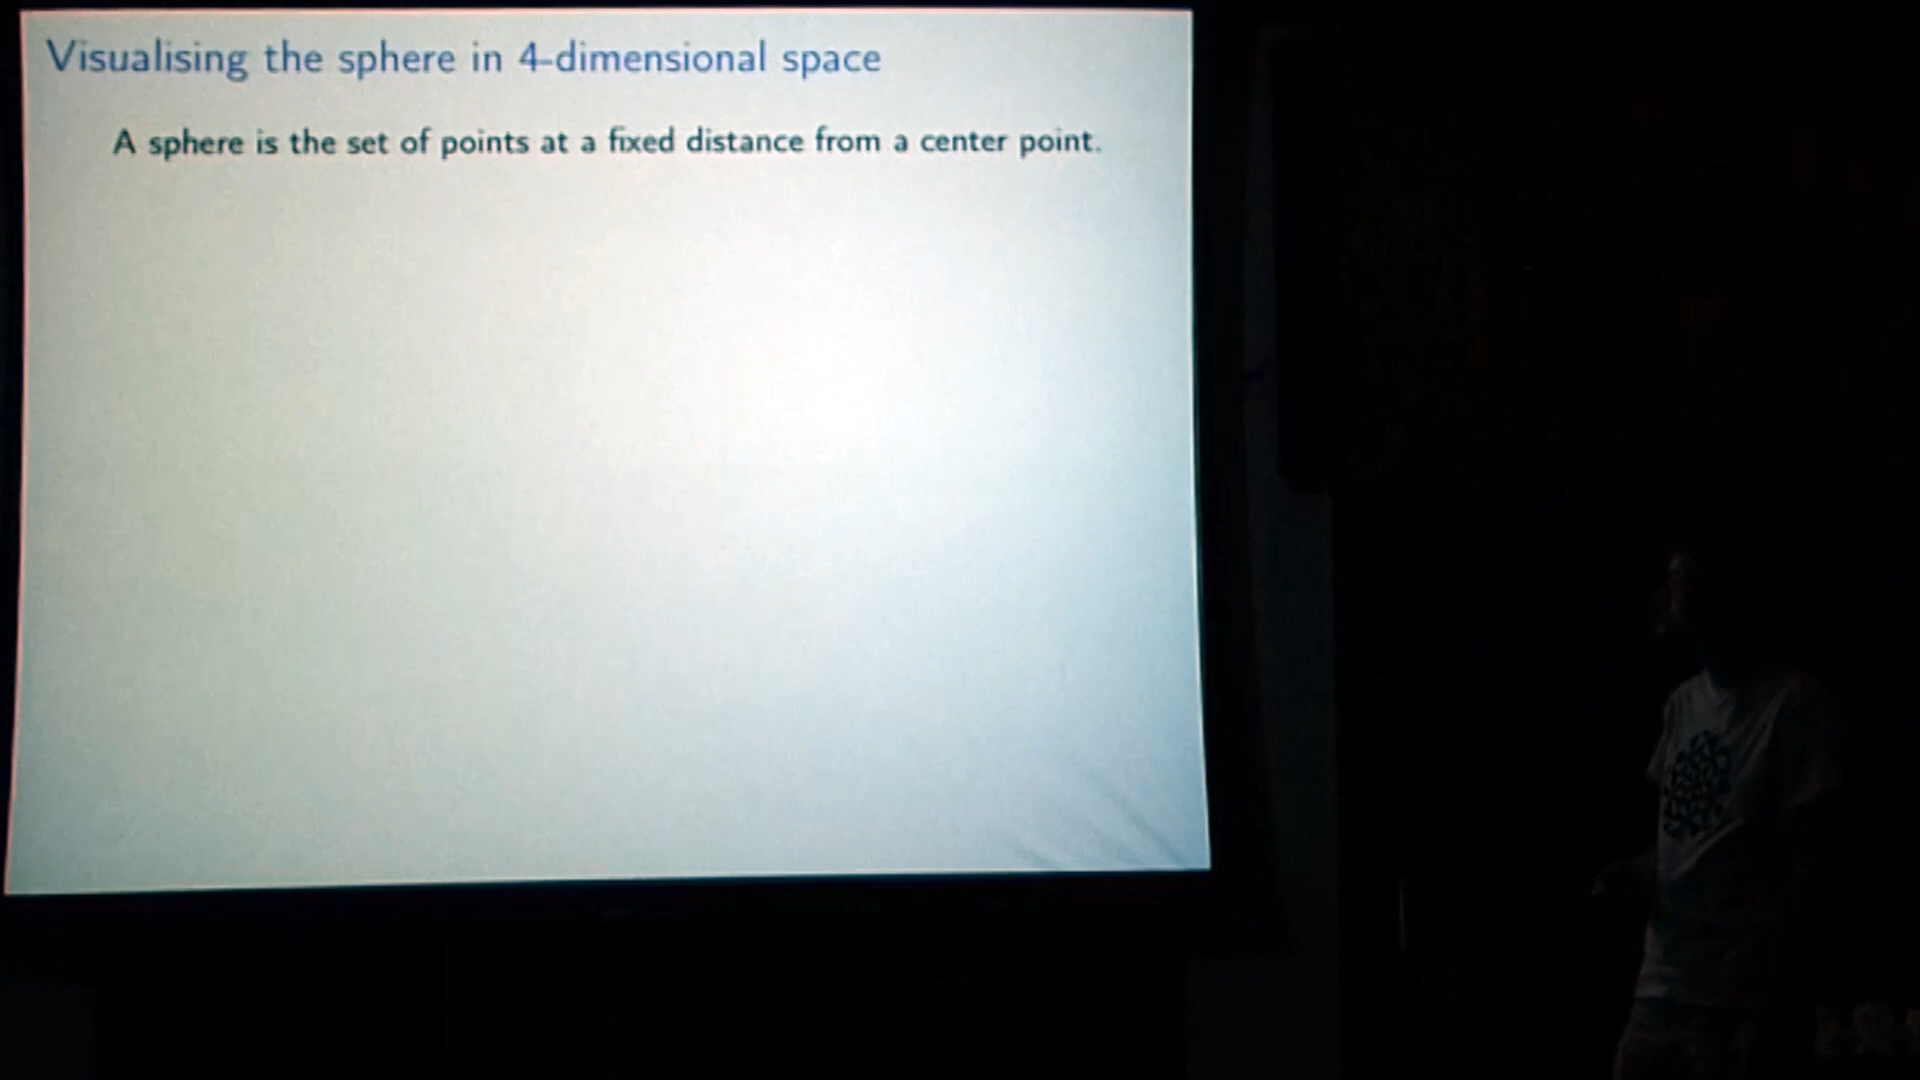 Visualising the sphere in 4-dimensional space
A sphere is the set of points at a fixed distance from a center point.